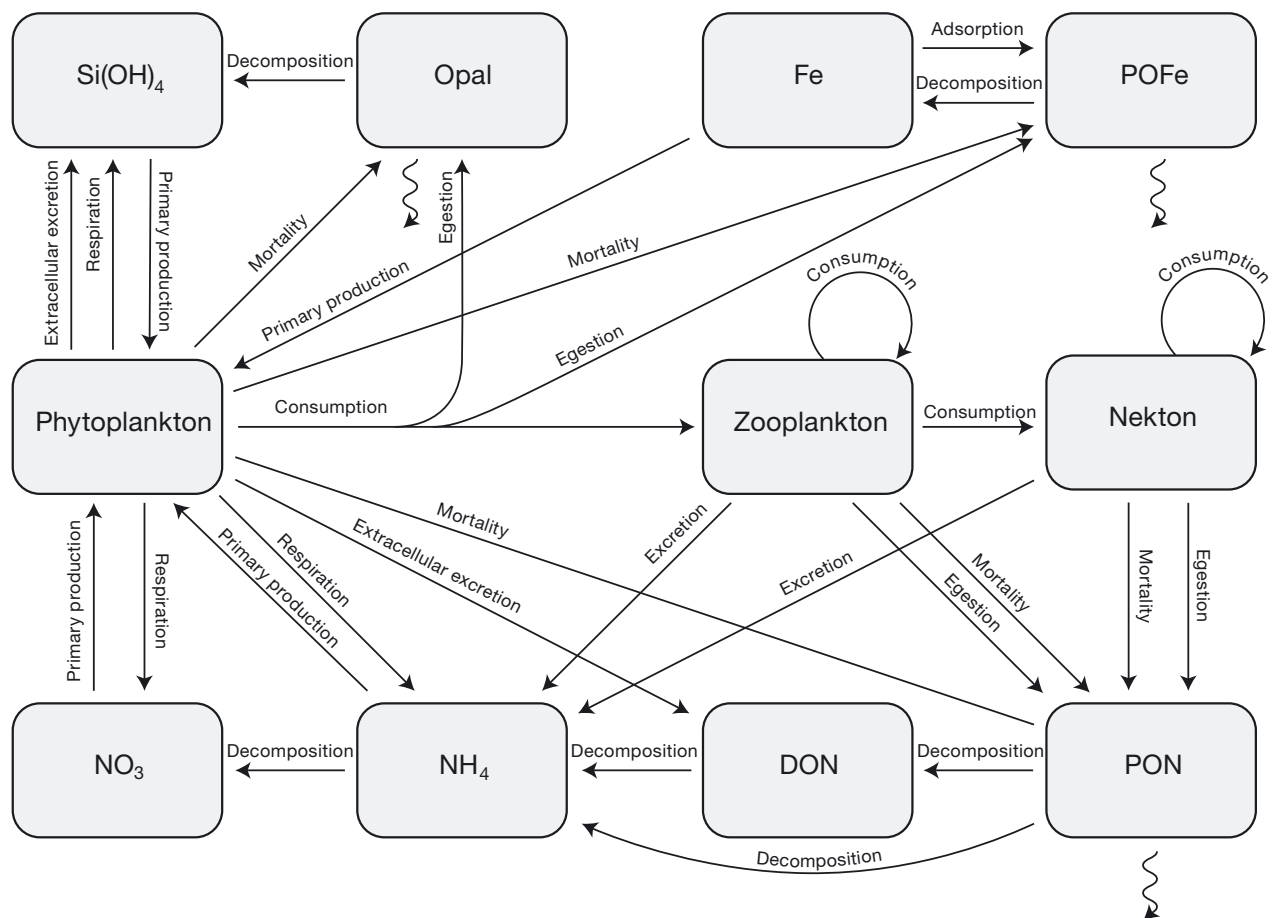 Adsorption
Si(OH)4
Decomposition
Opal
Fe
Decomposition
POFe
Extracellular excretion
Respiration
Primary production
Mortality
Egestion
Primary production
Mortality
Egestion
Consumption
Consumption
Phytoplankton
Consumption
Zooplankton
Consumption
Nekton
Primary production
Respiration
Primary production
Respiration
Extracellular excretion
Mortality
Excretion
Excretion
Egestion
Mortality
Mortality
Egestion
NO3
Decomposition
NH4
Decomposition
DON
Decomposition
PON
Decomposition